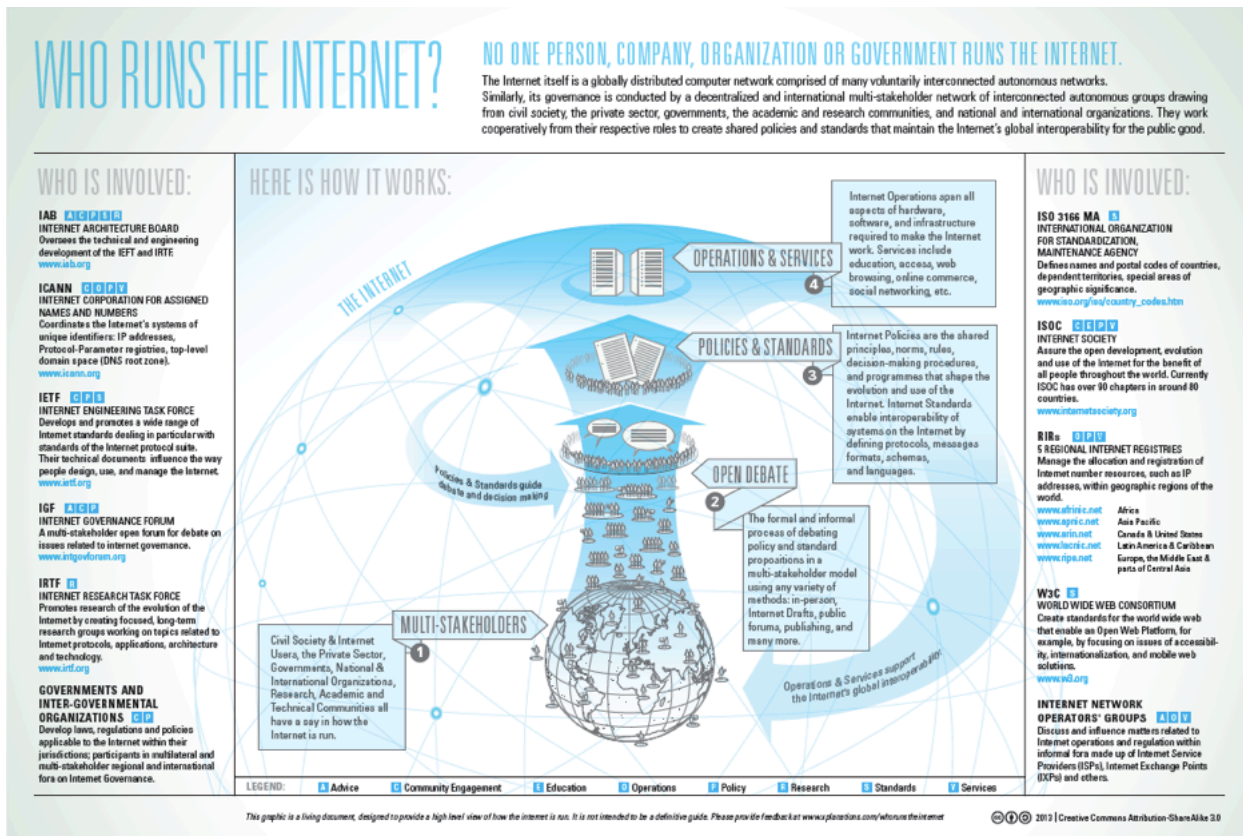 WHO RUNS THE INTERNET?
NO ONE PERSON, COMPANY, ORGANIZATION OR GOVERNMENT RUNS THE INTERNET.
The Internet itself is a globally distributed computer network comprised of many voluntarily interconnected autonomous networks.
Similarly, its governance is conducted by a decentralized and international multi-stakeholder network of interconnected autonomous groups drawing
from civil society, the private sector, governments, the academic and research communities, and national and international organizations. They work
cooperatively from their respective roles to create shared policies and standards that maintain the Internet's global interoperability for the public good.
WHO IS INVOLVED:
IAB A C P S R
INTERNET ARCHITECTURE BOARD
Oversees the technical and engineering
development of the IEFT and IRTF.
www.iab.org
ICANN C O P V
INTERNET CORPORATION FOR ASSIGNED
NAMES AND NUMBERS
Coordinates the Internet's systems of
unique identifiers: IP addresses,
Protocol-Parameter registries, top-level
domain space (DNS root zone).
www.icann.org
IETF C P S
INTERNET ENGINEERING TASK FORCE
Develops and promotes a wide range of
Internet standards dealing in particular with
standards of the Internet protocol suite.
Their technical documents influence the way
people design, use, and manage the Internet.
www.ietf.org
IGF A C P
INTERNET GOVERNANCE FORUM
A multi-stakeholder open forum for debate on
issues related to internet governance.
www.intgovforum.org
IRTF R
INTERNET RESEARCH TASK FORCE
Promotes research of the evolution of the
Internet by creating focused, long-term
research groups working on topics related to
Internet protocols, applications, architecture
and technology.
www.irtf.org
GOVERNMENTS AND
INTER-GOVERNMENTAL
ORGANIZATIONS C P
Develop laws, regulations and policies
applicable to the Internet within their
jurisdictions; participants in multilateral and
multi-stakeholder regional and international
fora on Internet Governance.
HERE IS HOW IT WORKS:
THE INTERNET
OPERATIONS & SERVICES
4
Internet Operations span all
aspects of hardware,
software, and infrastructure
required to make the Internet
work. Services include
education, access, web
browsing, online commerce,
social networking, etc.
POLICIES & STANDARDS
3
Internet Policies are the shared
principles, norms, rules,
decision-making procedures,
and programmes that shape the
evolution and use of the
Internet. Internet Standards
enable interoperability of
systems on the Internet by
defining protocols, messages
formats, schemas,
and languages.
Policies & Standards guide
debate and decision making
OPEN DEBATE
2
The formal and informal
process of debating
policy and standard
propositions in a
multi-stakeholder model
using any variety of
methods: in-person,
Internet Drafts, public
forums, publishing, and
many more.
MULTI-STAKEHOLDERS
1
Civil Society & Internet
Users, the Private Sector,
Governments, National &
International Organizations,
Research, Academic and
Technical Communities all
have a say in how the
Internet is run.
Operations & Services support
the Internet's global interoperability.
WHO IS INVOLVED:
ISO 3166 MA S
INTERNATIONAL ORGANIZATION
FOR STANDARDIZATION,
MAINTENANCE AGENCY
Defines names and postal codes of countries,
dependent territories, special areas of
geographic significance.
www.iso.org/iso/country_codes.htm
ISOC C E P V
INTERNET SOCIETY
Assure the open development, evolution
and use of the Internet for the benefit of
all people throughout the world. Currently
ISOC has over 90 chapters in around 80
countries.
www.internetsociety.org
RIRs O P V
5 REGIONAL INTERNET REGISTRIES
Manage the allocation and registration of
Internet number resources, such as IP
addresses, within geographic regions of the
world.
www.afrinic.net Africa
www.apnic.net Asia Pacific
www.arin.net Canada & United States
www.lacnic.net Latin America & Caribbean
www.ripe.net Europe, the Middle East &
parts of Central Asia
W3C S
WORLD WIDE WEB CONSORTIUM
Create standards for the world wide web
that enable an Open Web Platform, for
example, by focusing on issues of accessibil-
ity, internationalization, and mobile web
solutions.
www.w3.org
INTERNET NETWORK
OPERATORS' GROUPS A O V
Discuss and influence matters related to
Internet operations and regulation within
informal fora made up of Internet Service
Providers (ISPs), Internet Exchange Points
(IXPs) and others.
LEGEND: A Advice C Community Engagement E Education O Operations P Policy R Research S Standards V Services
This graphic is a living document, designed to provide a high level view of how the internet is run. It is not intended to be a definitive guide. Please provide feedback at www.xplanations.com/whorunstheinternet
2013 | Creative Commons Attribution-ShareAlike 3.0